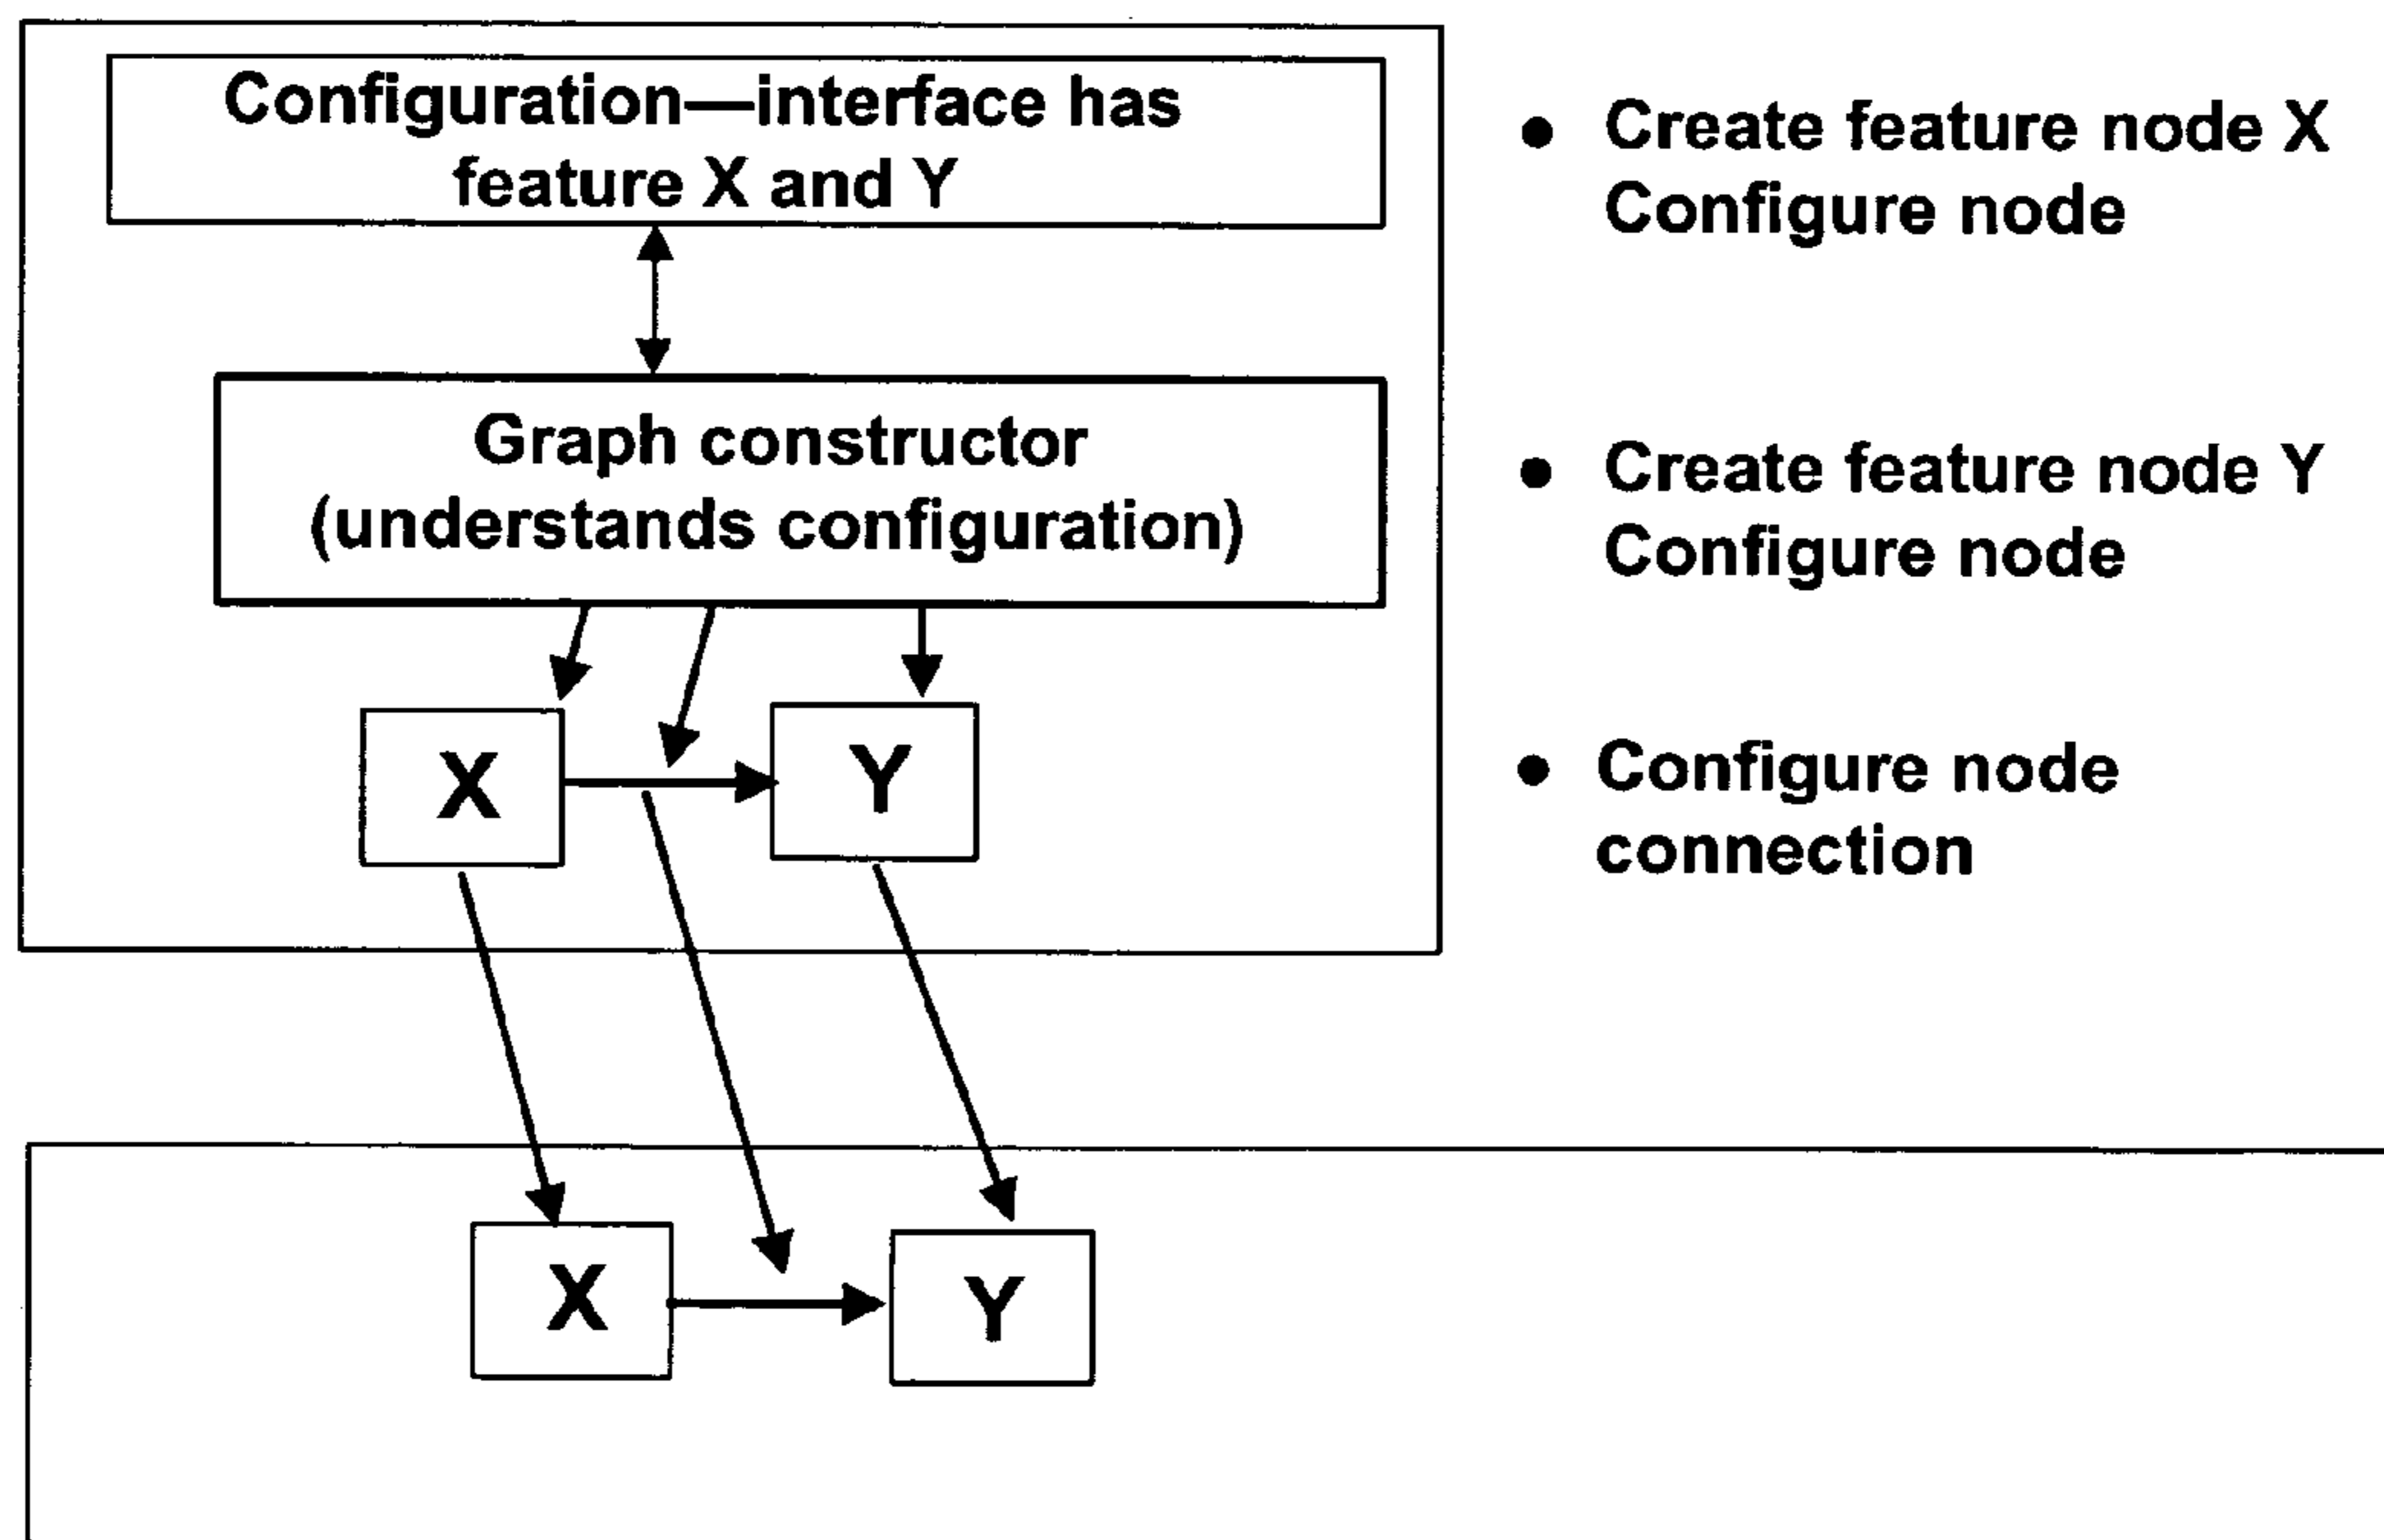 Configuration—interface has
feature X and Y
Graph constructor
(understands configuration)
X
Y
X
Y
● Create feature node X
Configure node
● Create feature node Y
Configure node
● Configure node
connection